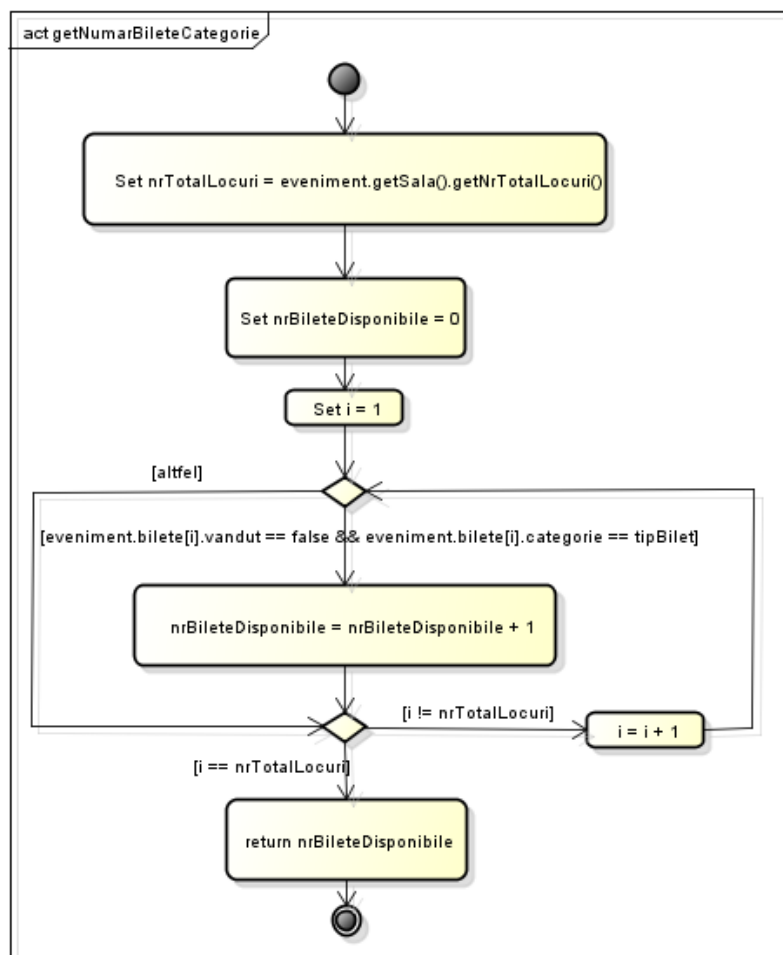 act getNumarBileteCategorie
Set nrTotalLocuri = eveniment.getSala().getNrTotalLocuri()
Set nrBileteDisponibile = 0
Set i = 1
[altfel]
[eveniment.bilete[i].vandut == false && eveniment.bilete[i].categorie == tipBilet]
nrBileteDisponibile = nrBileteDisponibile + 1
[i != nrTotalLocuri]
i = i + 1
[i == nrTotalLocuri]
return nrBileteDisponibile